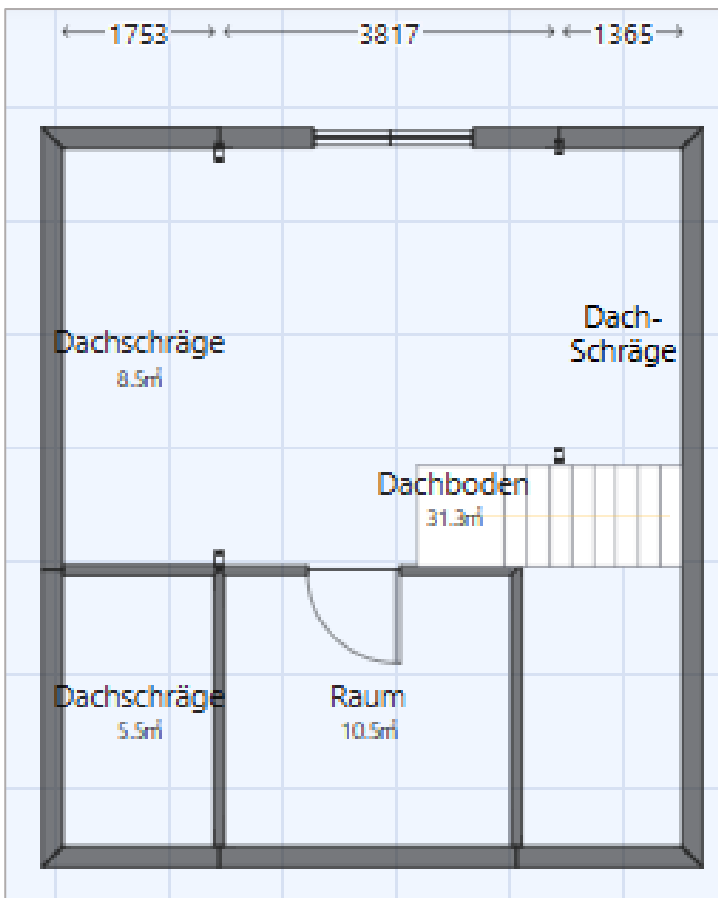 1753 3817 1365
Dach-
Schräge
Dachschräge
8.5㎡
Dachboden
31.3㎡
Dachschräge
5.5㎡
Raum
10.5㎡